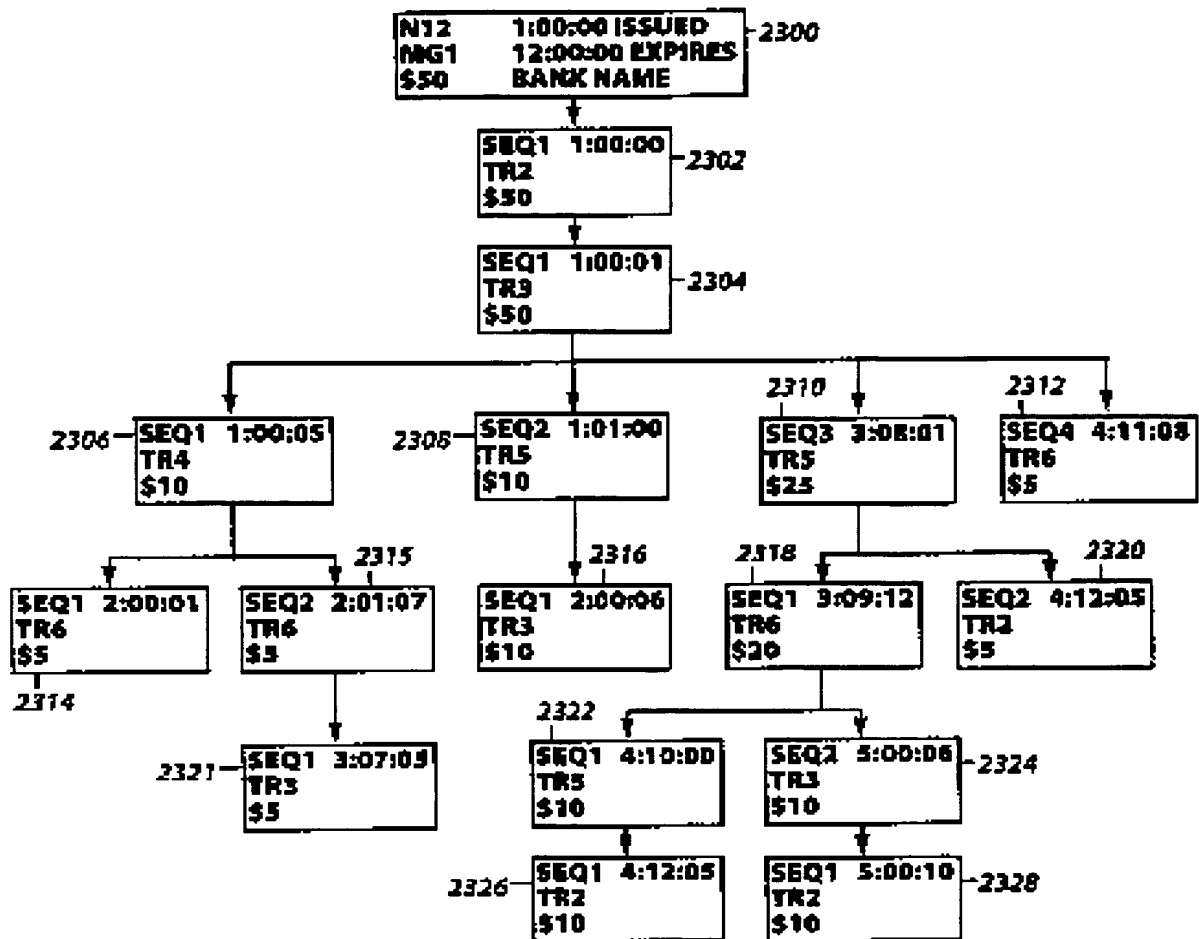 N12 1:00:00 ISSUED
MG1 12:00:00 EXPIRES
$50 BANK NAME
2300
SEQ1 1:00:00
TR2
$50
2302
SEQ1 1:00:01
TR3
$50
2304
2306
SEQ1 1:00:05
TR4
$10
2308
SEQ2 1:01:00
TR5
$10
2310
SEQ3 3:08:01
TR5
$25
2312
SEQ4 4:11:08
TR6
$5
SEQ1 2:00:01
TR6
$5
2314
2315
SEQ2 2:01:07
TR6
$5
2316
SEQ1 2:00:06
TR3
$10
2318
SEQ1 3:09:12
TR6
$20
2320
SEQ2 4:12:05
TR2
$5
2321
SEQ1 3:07:05
TR3
$5
2322
SEQ1 4:10:00
TR5
$10
SEQ2 5:00:06
TR3
$10
2324
2326
SEQ1 4:12:05
TR2
$10
SEQ1 5:00:10
TR2
$10
2328